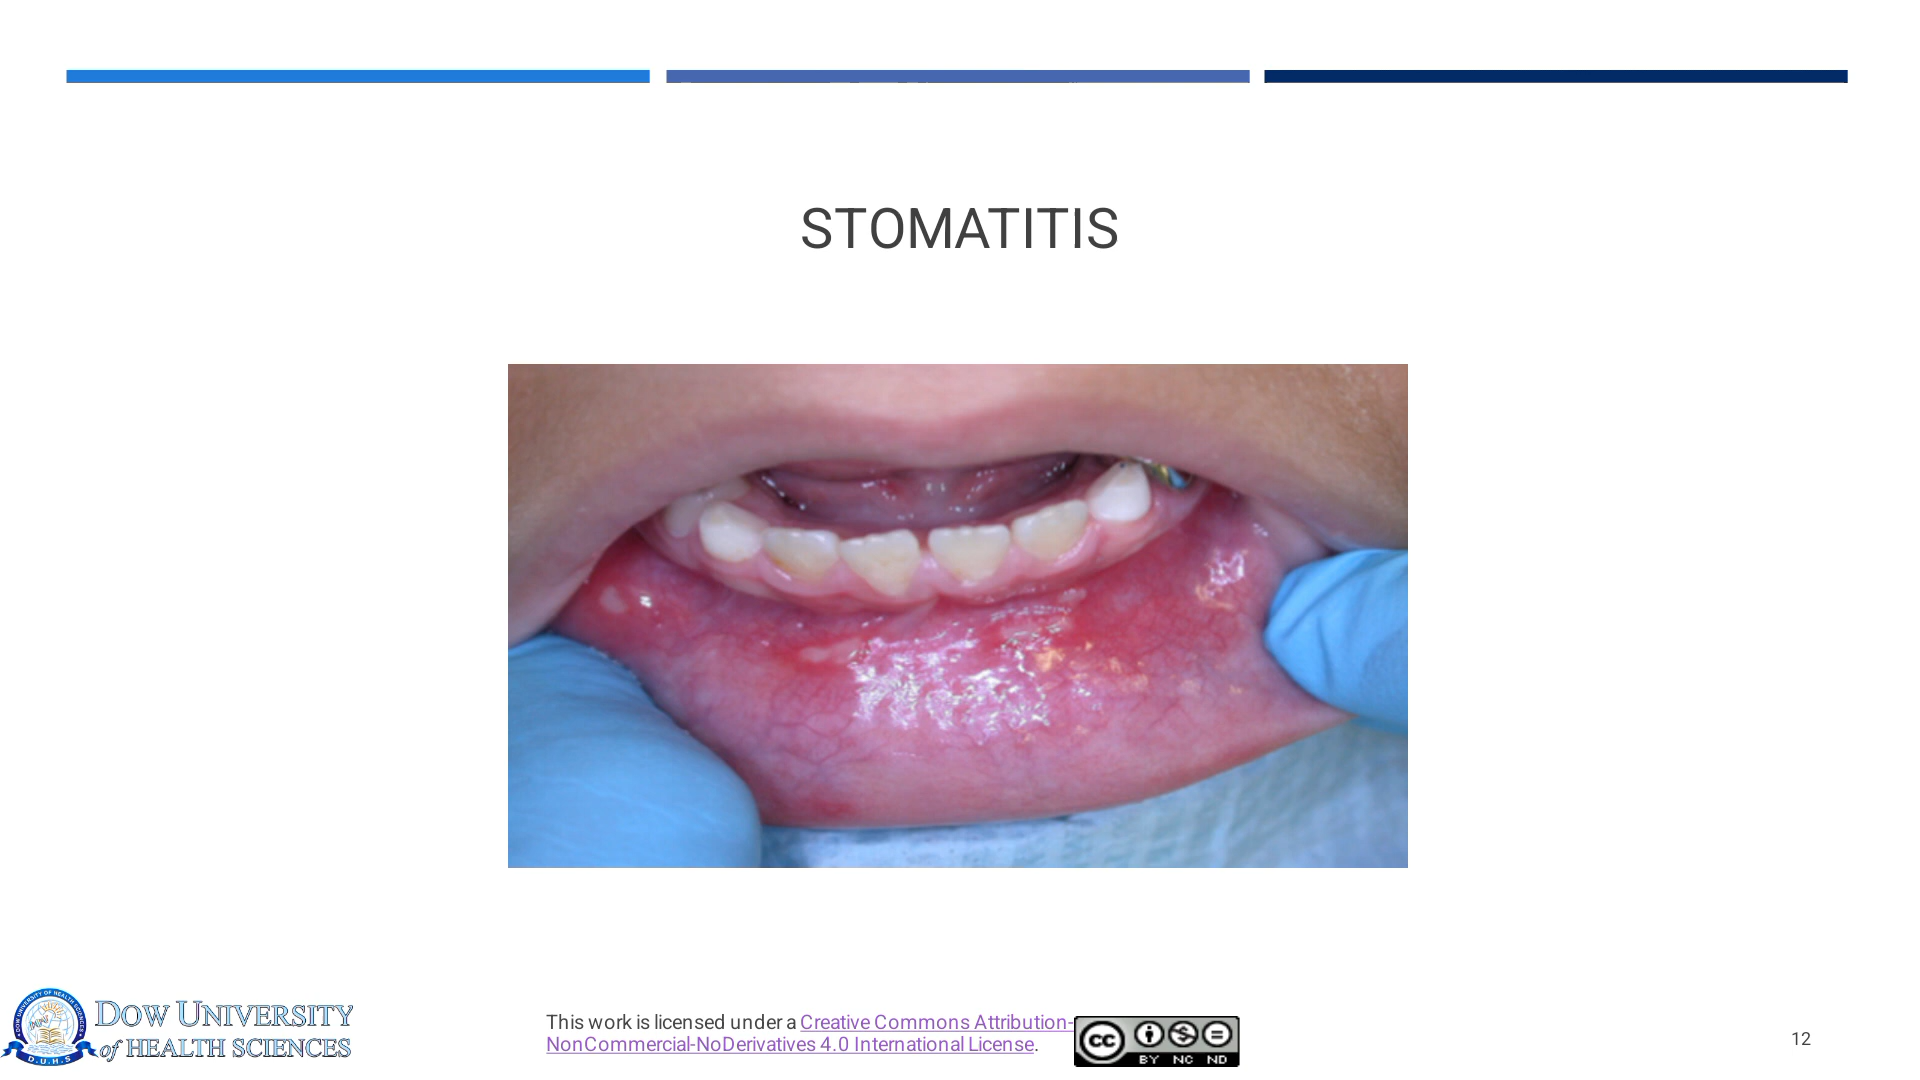 STOMATITIS
DOW UNIVERSITY
of HEALTH SCIENCES
D.U.H.S
This work is licensed under a Creative Commons Attribution-
NonCommercial-NoDerivatives 4.0 International License.
cc
BY NC ND
12